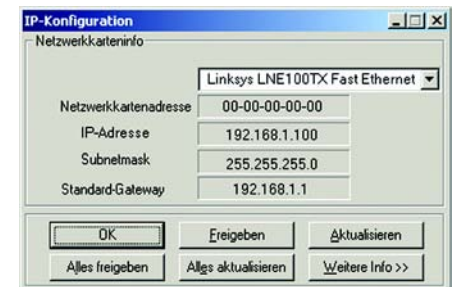 IP-Konfiguration
Netzwerkkarteninfo
Linksys LNE100TX Fast Ethernet
Netzwerkkartenadresse 00-00-00-00-00
IP-Adresse 192.168.1.100
Subnetmask 255.255.255.0
Standard-Gateway 192.168.1.1
OK Freigeben Aktualisieren
Alles freigeben Alles aktualisieren Weitere Info >>